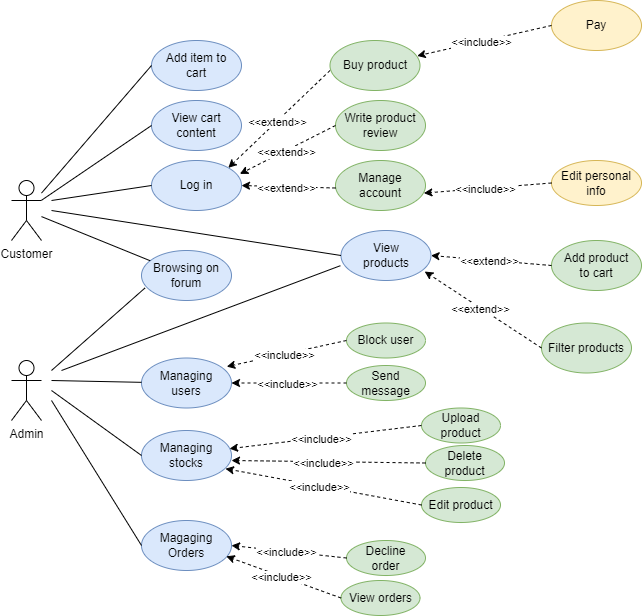 Pay
<<include>>
Add item to
cart
Buy product
View cart
content
<<extend>>
Write product
review
<<extend>>
Log in
<<extend>>
Manage
account
<<include>>
Edit personal
info
Customer
View
products
<<extend>>
Add product
to cart
Browsing on
forum
<<extend>>
Filter products
Block user
<<include>>
Managing
users
<<include>>
Send
message
Admin
Upload
product
<<include>>
Managing
stocks
<<include>>
Delete
product
<<include>>
Edit product
Magaging
Orders
<<include>>
Decline
order
<<include>>
View orders